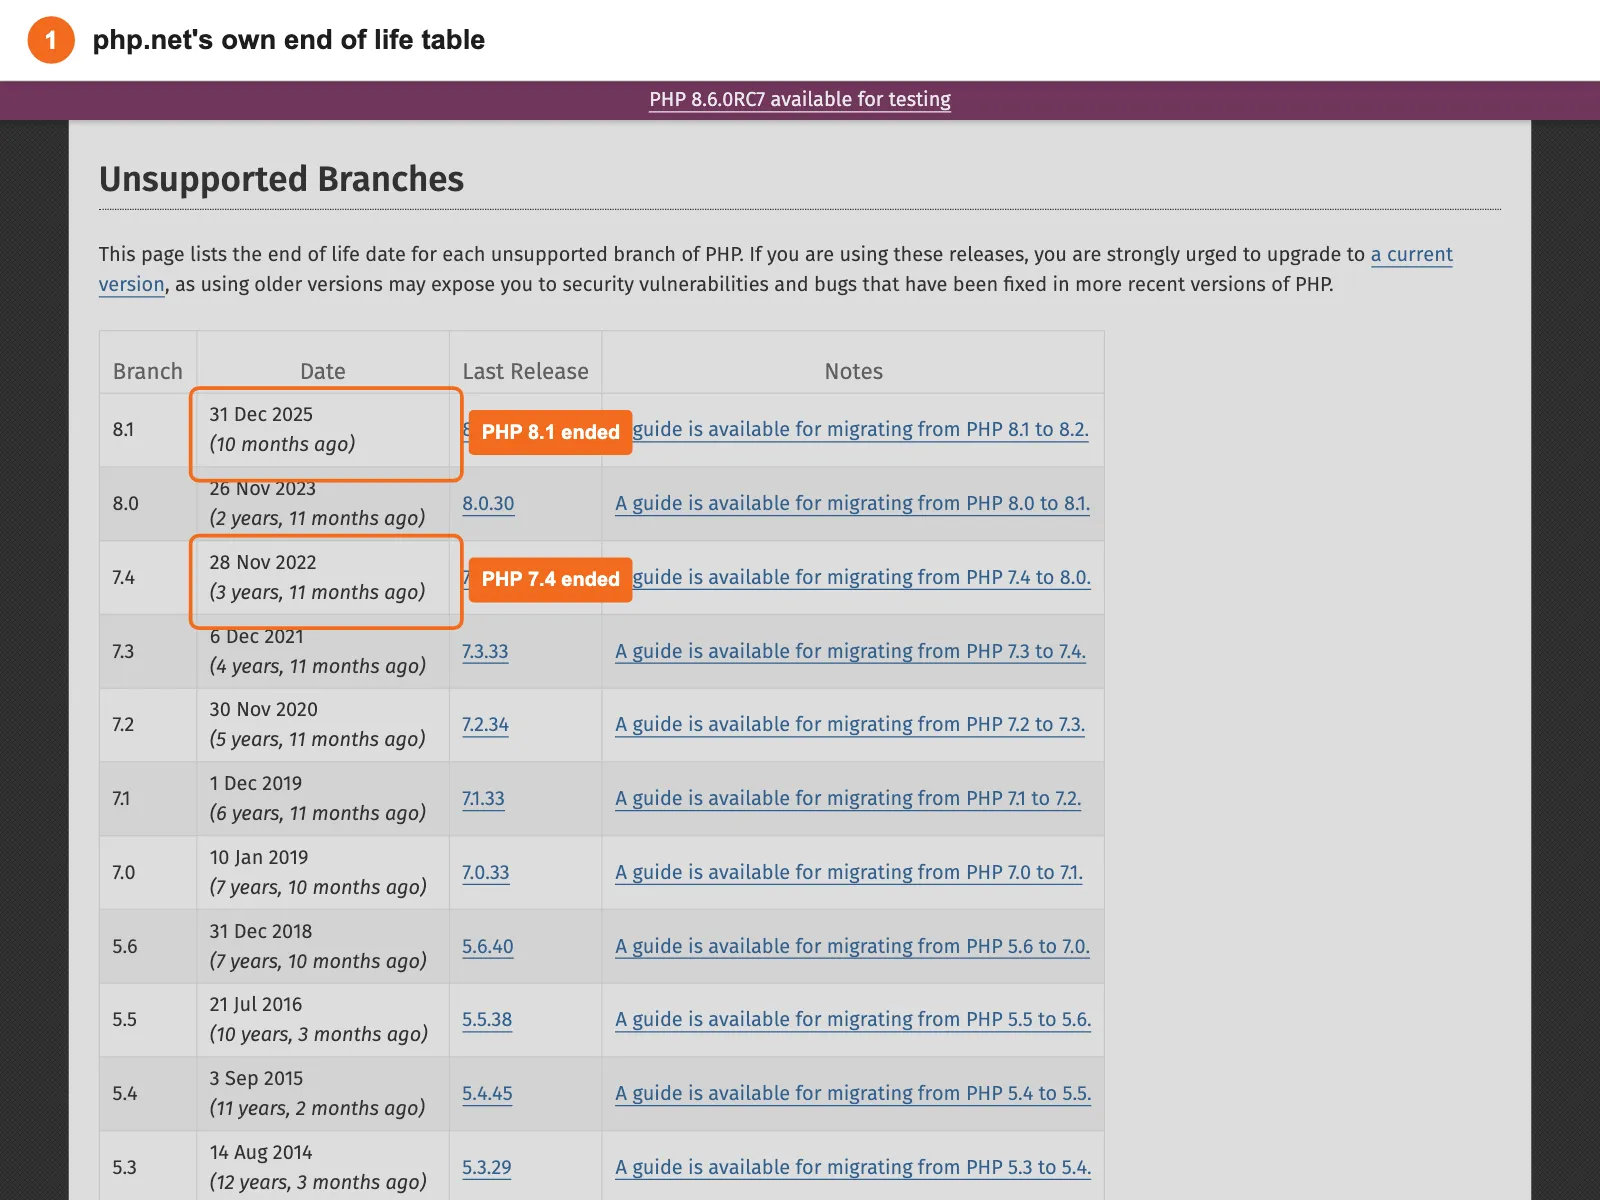 1 php.net's own end of life table
PHP 8.6.0RC7 available for testing
Unsupported Branches
This page lists the end of life date for each unsupported branch of PHP. If you are using these releases, you are strongly urged to upgrade to a current
version, as using older versions may expose you to security vulnerabilities and bugs that have been fixed in more recent versions of PHP.
Branch Date Last Release Notes
8.1 31 Dec 2025 (10 months ago) PHP 8.1 ended guide is available for migrating from PHP 8.1 to 8.2.
8.0 26 Nov 2023 (2 years, 11 months ago) 8.0.30 A guide is available for migrating from PHP 8.0 to 8.1.
7.4 28 Nov 2022 (3 years, 11 months ago) PHP 7.4 ended guide is available for migrating from PHP 7.4 to 8.0.
7.3 6 Dec 2021 (4 years, 11 months ago) 7.3.33 A guide is available for migrating from PHP 7.3 to 7.4.
7.2 30 Nov 2020 (5 years, 11 months ago) 7.2.34 A guide is available for migrating from PHP 7.2 to 7.3.
7.1 1 Dec 2019 (6 years, 11 months ago) 7.1.33 A guide is available for migrating from PHP 7.1 to 7.2.
7.0 10 Jan 2019 (7 years, 10 months ago) 7.0.33 A guide is available for migrating from PHP 7.0 to 7.1.
5.6 31 Dec 2018 (7 years, 10 months ago) 5.6.40 A guide is available for migrating from PHP 5.6 to 7.0.
5.5 21 Jul 2016 (10 years, 3 months ago) 5.5.38 A guide is available for migrating from PHP 5.5 to 5.6.
5.4 3 Sep 2015 (11 years, 2 months ago) 5.4.45 A guide is available for migrating from PHP 5.4 to 5.5.
5.3 14 Aug 2014 (12 years, 3 months ago) 5.3.29 A guide is available for migrating from PHP 5.3 to 5.4.